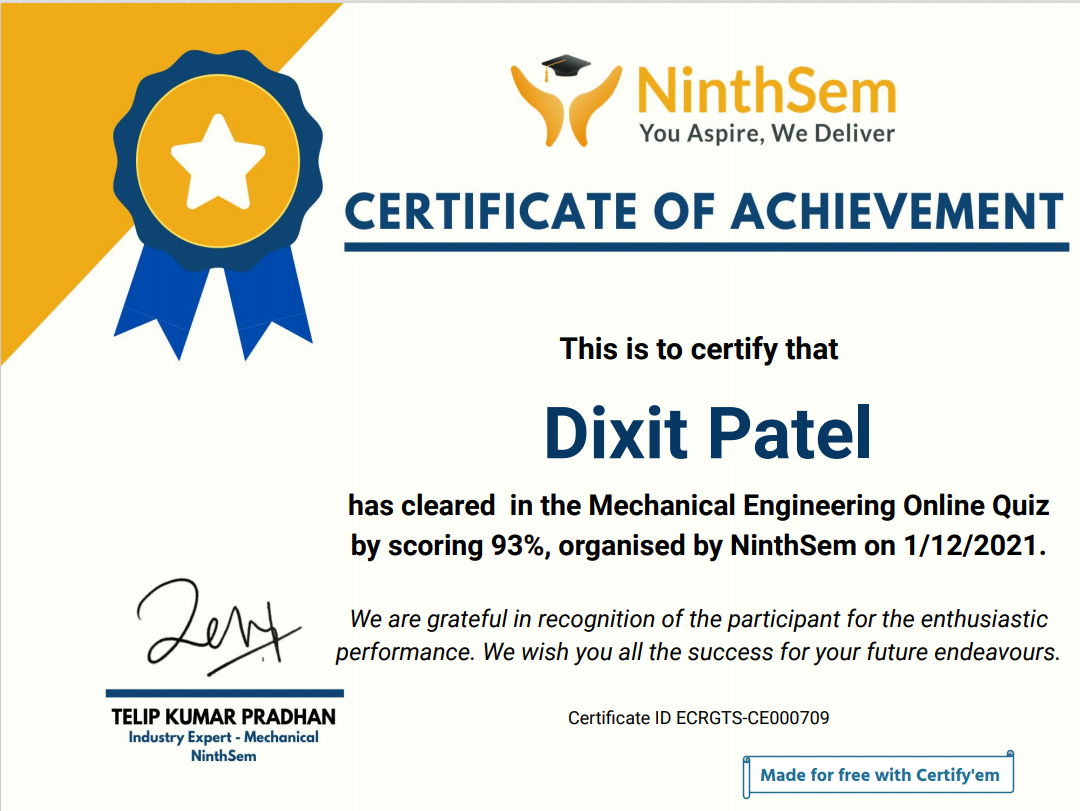 NinthSem
You Aspire, We Deliver
CERTIFICATE OF ACHIEVEMENT
This is to certify that
Dixit Patel
has cleared  in the Mechanical Engineering Online Quiz
by scoring 93%, organised by NinthSem on 1/12/2021.
We are grateful in recognition of the participant for the enthusiastic
performance. We wish you all the success for your future endeavours.
TELIP KUMAR PRADHAN
Industry Expert - Mechanical
NinthSem
Certificate ID ECRGTS-CE000709
Made for free with Certify'em